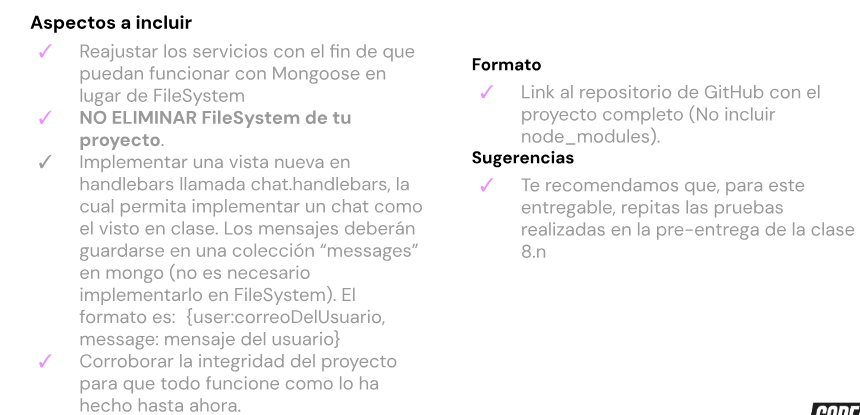 Aspectos a incluir
✓ Reajustar los servicios con el fin de que
puedan funcionar con Mongoose en
lugar de FileSystem
✓ NO ELIMINAR FileSystem de tu
proyecto.
✓ Implementar una vista nueva en
handlebars llamada chat.handlebars, la
cual permita implementar un chat como
el visto en clase. Los mensajes deberán
guardarse en una colección “messages”
en mongo (no es necesario
implementarlo en FileSystem). El
formato es:  {user:correoDelUsuario,
message: mensaje del usuario}
✓ Corroborar la integridad del proyecto
para que todo funcione como lo ha
hecho hasta ahora.
Formato
✓ Link al repositorio de GitHub con el
proyecto completo (No incluir
node_modules).
Sugerencias
✓ Te recomendamos que, para este
entregable, repitas las pruebas
realizadas en la pre-entrega de la clase
8.n